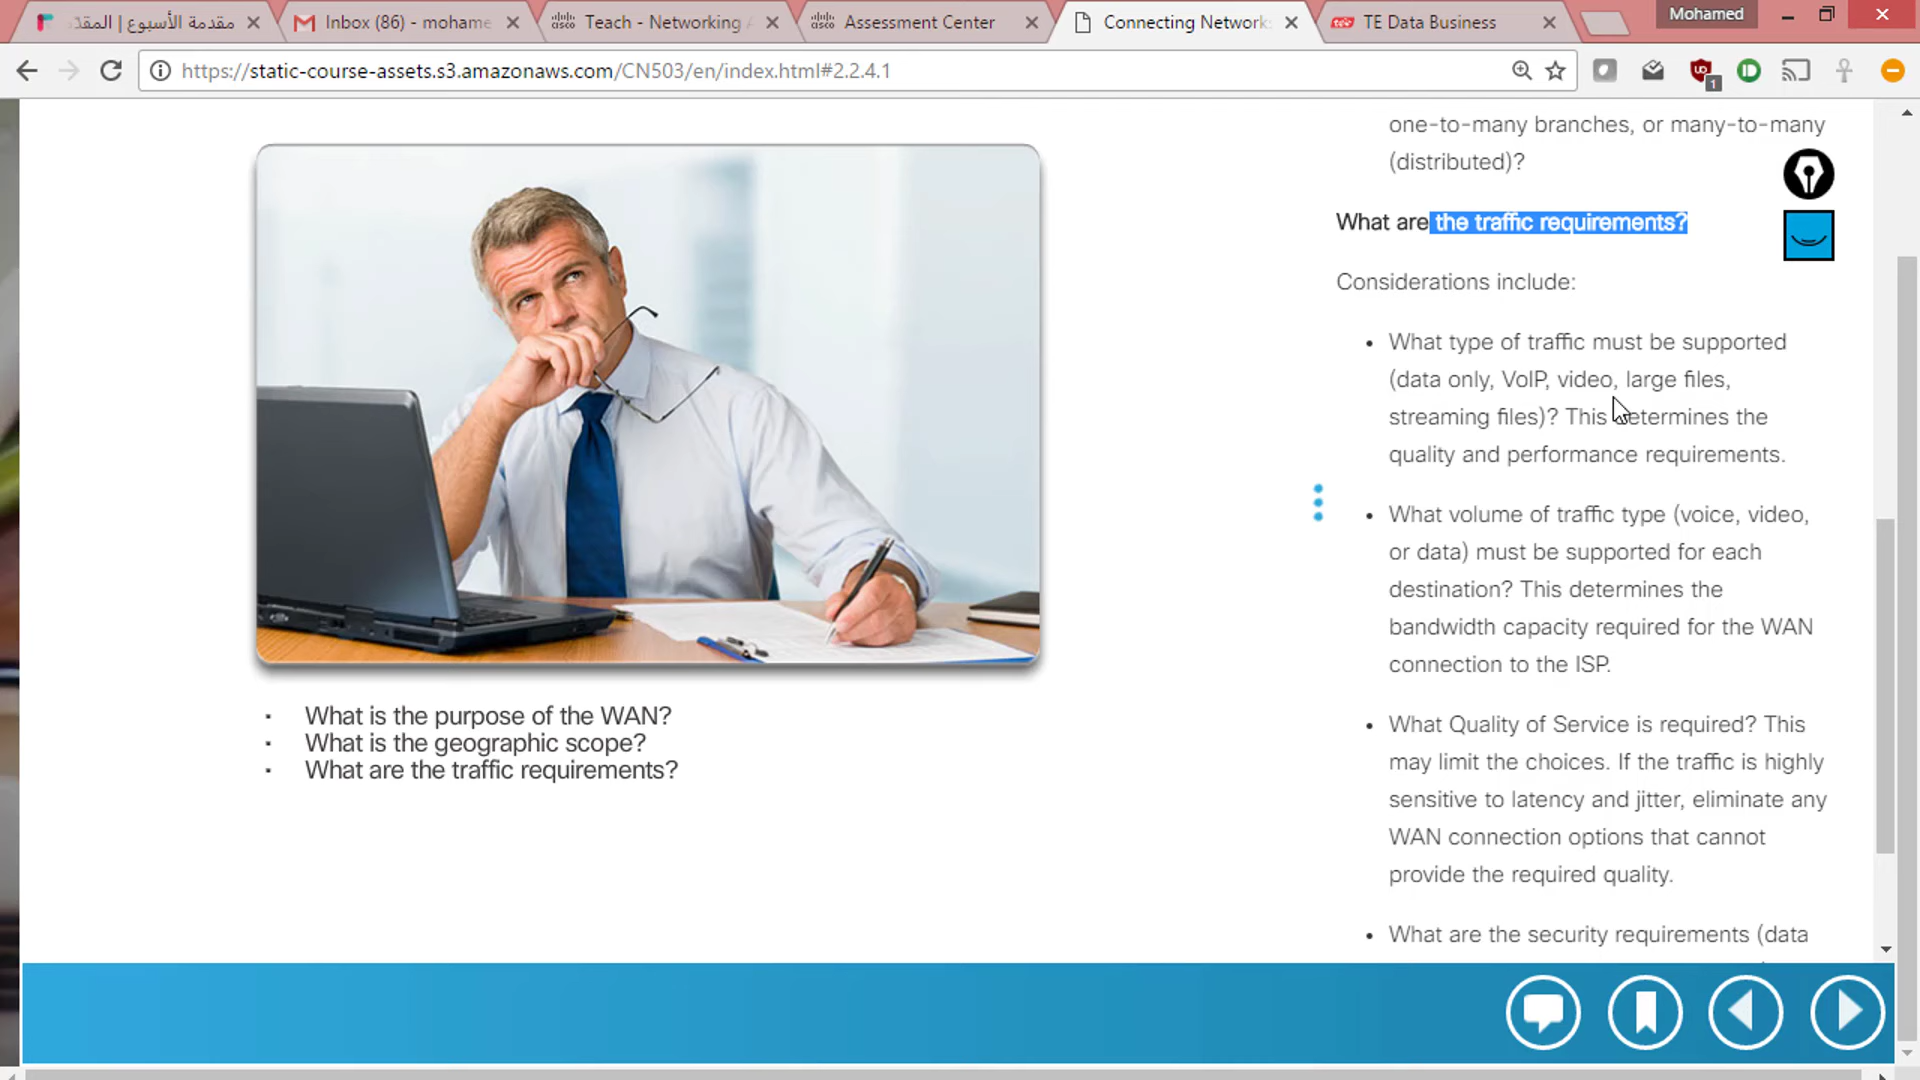 مقدمة الأسبوع | المقدّ
Inbox (86) - mohame
Teach - Networking A
Assessment Center
Connecting Network
TE Data Business
Mohamed
https://static-course-assets.s3.amazonaws.com/CN503/en/index.html#2.2.4.1
1
one-to-many branches, or many-to-many
(distributed)?
What are the traffic requirements?
Considerations include:
• What type of traffic must be supported
(data only, VoIP, video, large files,
streaming files)? This determines the
quality and performance requirements.
• What volume of traffic type (voice, video,
or data) must be supported for each
destination? This determines the
bandwidth capacity required for the WAN
connection to the ISP.
• What Quality of Service is required? This
may limit the choices. If the traffic is highly
sensitive to latency and jitter, eliminate any
WAN connection options that cannot
provide the required quality.
• What are the security requirements (data
· What is the purpose of the WAN?
· What is the geographic scope?
· What are the traffic requirements?